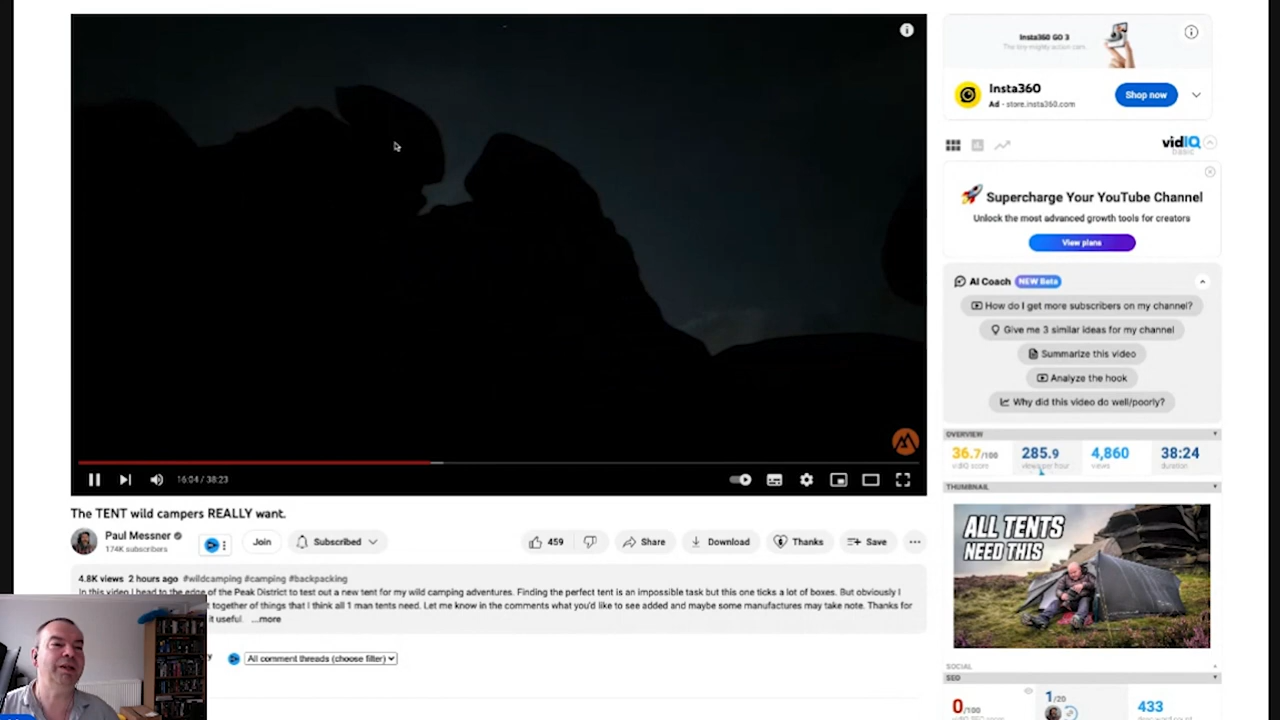 Insta360 GO 3
The tiny mighty action cam.
Insta360
Ad · store.insta360.com
Shop now
vidIQ
basic
Supercharge Your YouTube Channel
Unlock the most advanced growth tools for creators
View plans
AI Coach NEW Beta
How do I get more subscribers on my channel?
Give me 3 similar ideas for my channel
Summarize this video
Analyze the hook
Why did this video do well/poorly?
OVERVIEW
36.7/100 285.9 4,860 38:24
vidIQ score views per hour views duration
THUMBNAIL
ALL TENTS
NEED THIS
SOCIAL
SEO
0/100 1/20 433
16:04 / 38:23
The TENT wild campers REALLY want.
Paul Messner
174K subscribers
Join
Subscribed
459
Share
Download
Thanks
Save
4.8K views 2 hours ago #wildcamping #camping #backpacking
In this video I head to the edge of the Peak District to test out a new tent for my wild camping adventures. Finding the perfect tent is an impossible task but this one ticks a lot of boxes. But obviously I
together of things that I think all 1 man tents need. Let me know in the comments what you'd like to see added and maybe some manufactures may take note. Thanks for
it useful. ...more
All comment threads (choose filter)